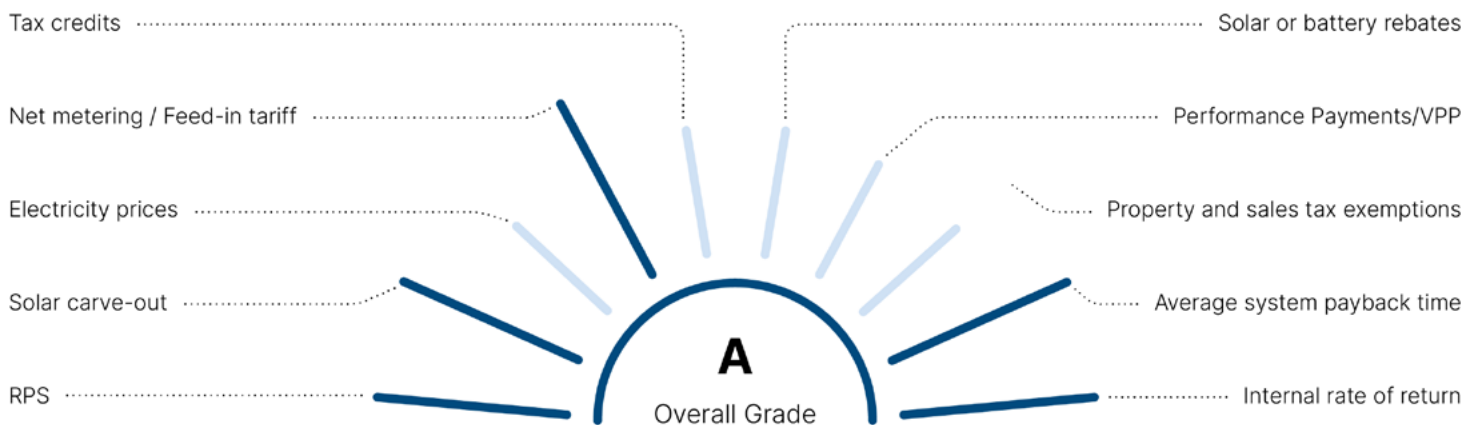 Tax credits
Net metering / Feed-in tariff
Electricity prices
Solar carve-out
RPS
Solar or battery rebates
Performance Payments/VPP
Property and sales tax exemptions
Average system payback time
Internal rate of return
A
Overall Grade